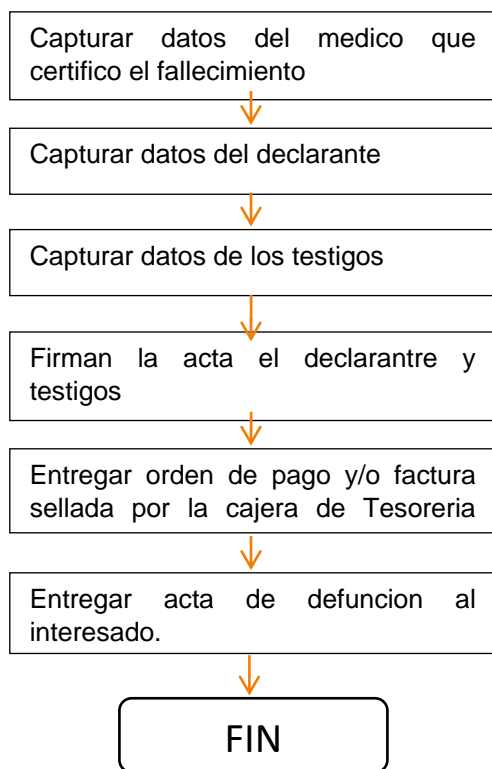 Capturar datos del medico que
certifico el fallecimiento
Capturar datos del declarante
Capturar datos de los testigos
Firman la acta el declarantre y
testigos
Entregar orden de pago y/o factura
sellada por la cajera de Tesoreria
Entregar acta de defuncion al
interesado.
FIN